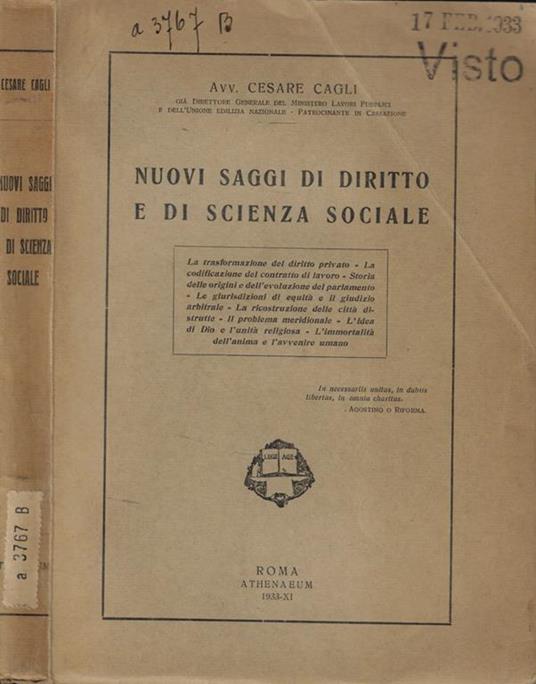 a 3767 B
17 FEB. 1933
Visto
CESARE CAGLI
NUOVI SAGGI
DI DIRITTO
DI SCIENZA
SOCIALE
a 3767 B
Avv. CESARE CAGLI
già Direttore Generale del Ministero Lavori Pubblici
e dell'Unione edilizia nazionale - Patrocinante in Cassazione
NUOVI SAGGI DI DIRITTO
E DI SCIENZA SOCIALE
La trasformazione del diritto privato - La
codificazione del contratto di lavoro - Storia
delle origini e dell'evoluzione del parlamento
- Le giurisdizioni di equità e il giudizio
arbitrale - La ricostruzione delle città di-
strutte - Il problema meridionale - L'idea
di Dio e l'unità religiosa - L'immortalità
dell'anima e l'avvenire umano
In necessariis unitas, in dubiis
libertas, in omnia charitas.
Agostino o Riforma.
LEGE AGE
ROMA
ATHENAEUM
1933-XI